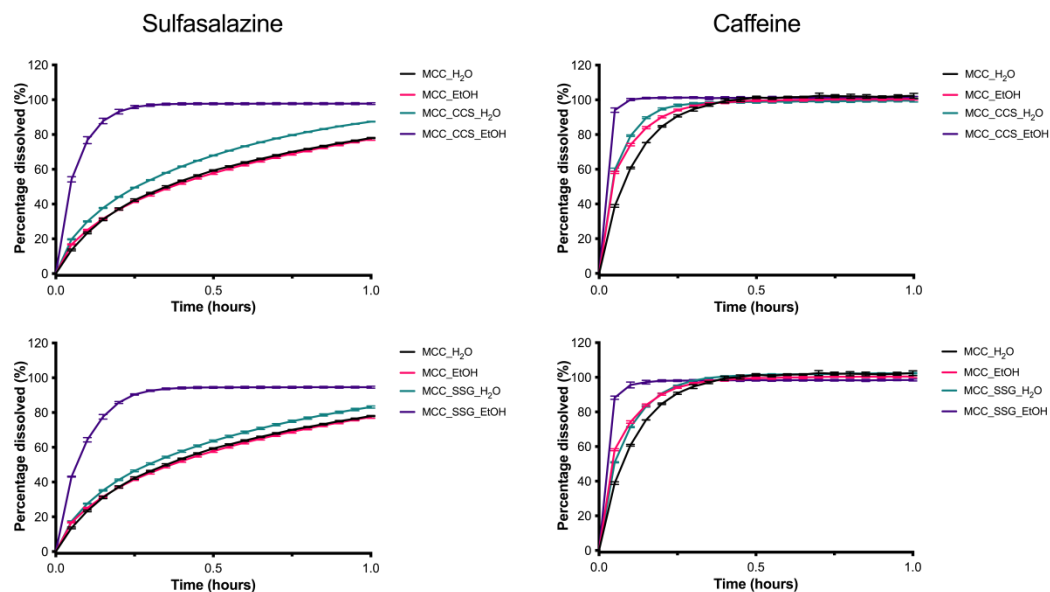 Sulfasalazine
Caffeine
Percentage dissolved (%)
120
100
80
60
40
20
0
0.0
0.5
1.0
Time (hours)
MCC_H₂O
MCC_EtOH
MCC_CCS_H₂O
MCC_CCS_EtOH
Percentage dissolved (%)
120
100
80
60
40
20
0
0.0
0.5
1.0
Time (hours)
MCC_H₂O
MCC_EtOH
MCC_CCS_H₂O
MCC_CCS_EtOH
Percentage dissolved (%)
120
100
80
60
40
20
0
0.0
0.5
1.0
Time (hours)
MCC_H₂O
MCC_EtOH
MCC_SSG_H₂O
MCC_SSG_EtOH
Percentage dissolved (%)
120
100
80
60
40
20
0
0.0
0.5
1.0
Time (hours)
MCC_H₂O
MCC_EtOH
MCC_SSG_H₂O
MCC_SSG_EtOH